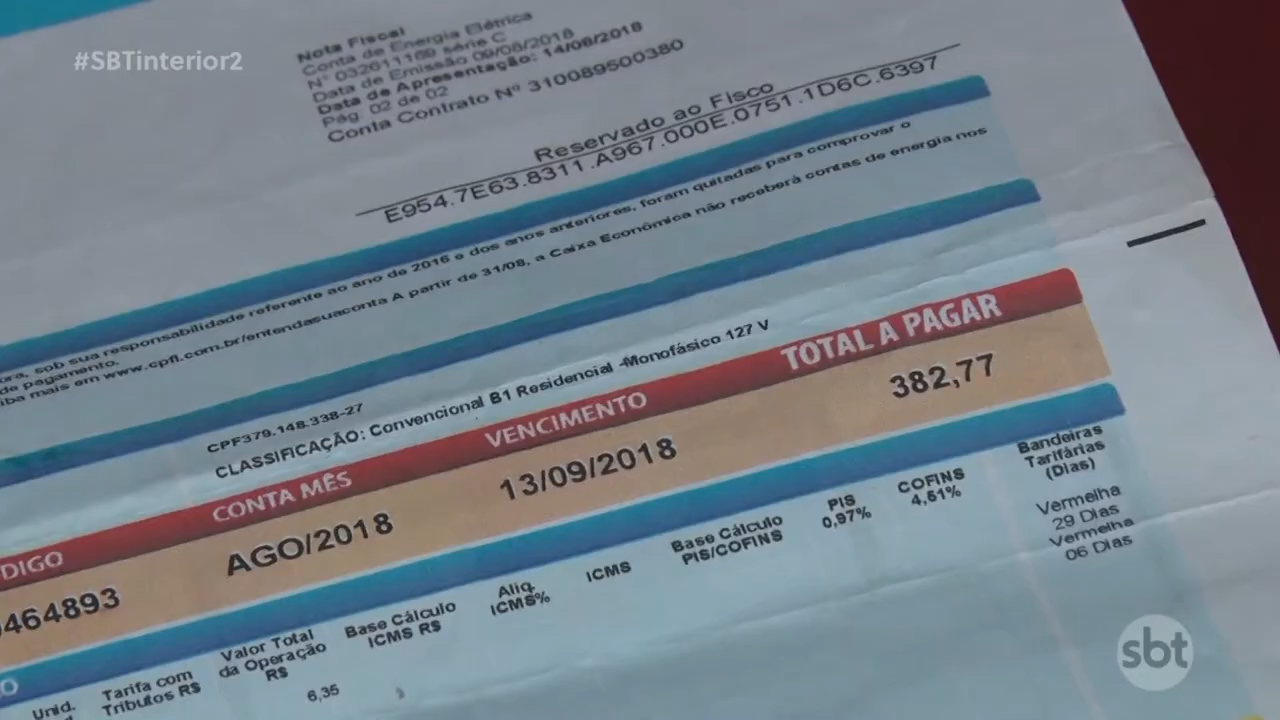 #SBTinterior2
Nota Fiscal
Conta de Energia Elétrica
N° 032611169 série C
Data de Emissão 09/08/2018
Data de Apresentação: 14/08/2018
Pág. 02 de 02
Conta Contrato Nº 310089500380
Reservado ao Fisco
E954.7E63.8311.A967.000E.0751.1D6C.6397
ora, sob sua responsabilidade referente ao ano de 2016 e dos anos anteriores, foram quitadas para comprovar o
de pagamento.
iba mais em www.cpfl.com.br/entendasuaconta A partir de 31/08, a Caixa Econômica não receberá contas de energia nos
CPF379.148.338-27
CLASSIFICAÇÃO: Convencional B1 Residencial -Monofásico 127 V
DIGO CONTA MÊS VENCIMENTO TOTAL A PAGAR
464893 AGO/2018 13/09/2018 382,77
Unid. Tarifa com
Tributos R$
Valor Total
da Operação
R$
Base Cálculo
ICMS R$
Aliq.
ICMS%
ICMS
Base Cálculo
PIS/COFINS
PIS
0,97%
COFINS
4,51%
Bandeiras
Tarifárias
(Dias)
Vermelha
29 Dias
Vermelha
06 Dias
6,35
sbt